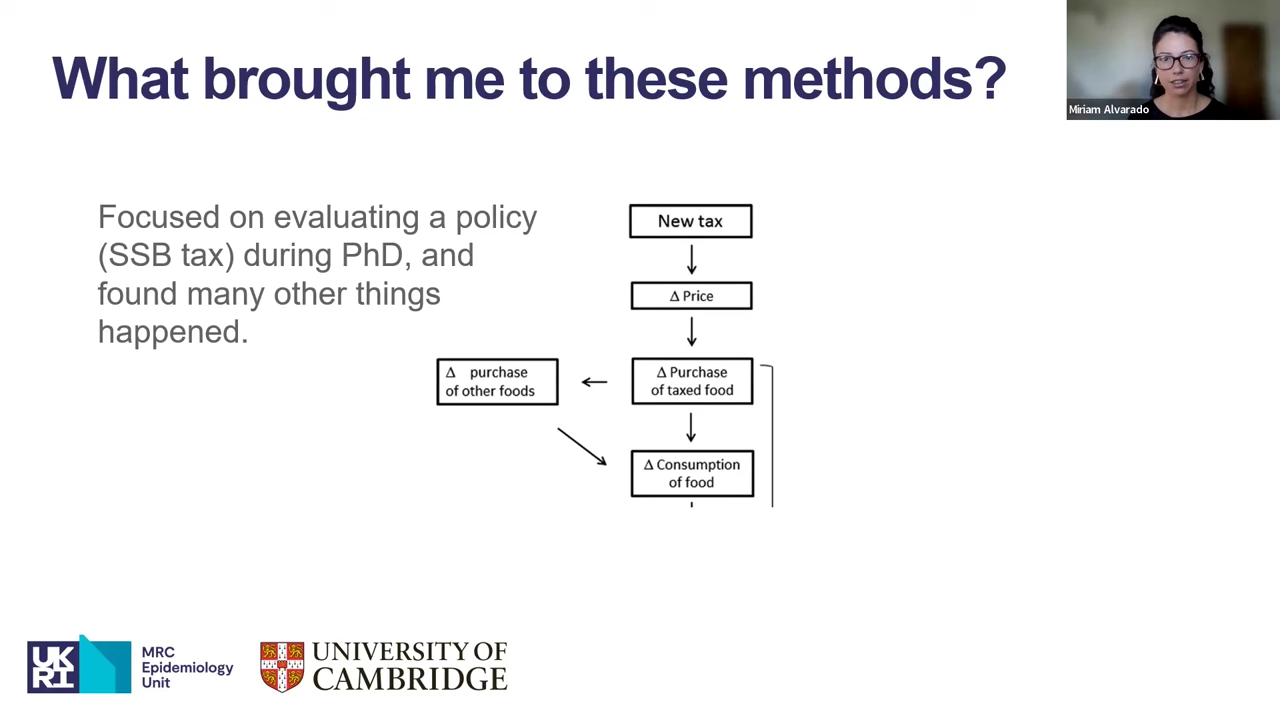 What brought me to these methods?
Miriam Alvarado
Focused on evaluating a policy
(SSB tax) during PhD, and
found many other things
happened.
New tax
Δ Price
Δ purchase
of other foods
Δ Purchase
of taxed food
Δ Consumption
of food
UK
RI
MRC
Epidemiology
Unit
UNIVERSITY OF
CAMBRIDGE